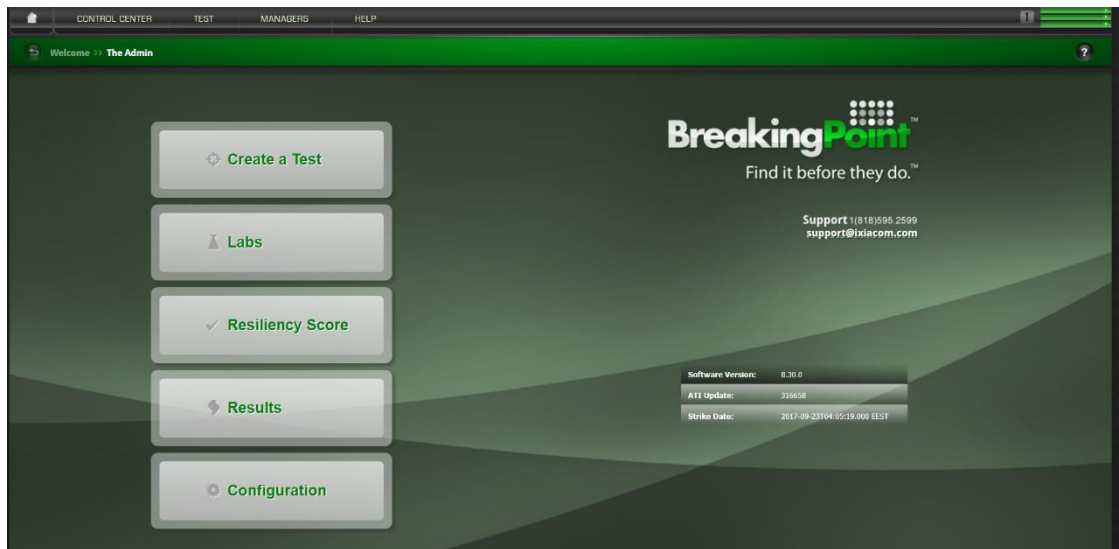 CONTROL CENTER TEST MANAGERS HELP
Welcome >> The Admin ?
Create a Test
Labs
Resiliency Score
Results
Configuration
BreakingPoint™
Find it before they do.™
Support 1(818)595.2599
support@ixiacom.com
Software Version: 8.30.0
ATI Update: 316658
Strike Date: 2017-09-23T04:05:19.000 EEST